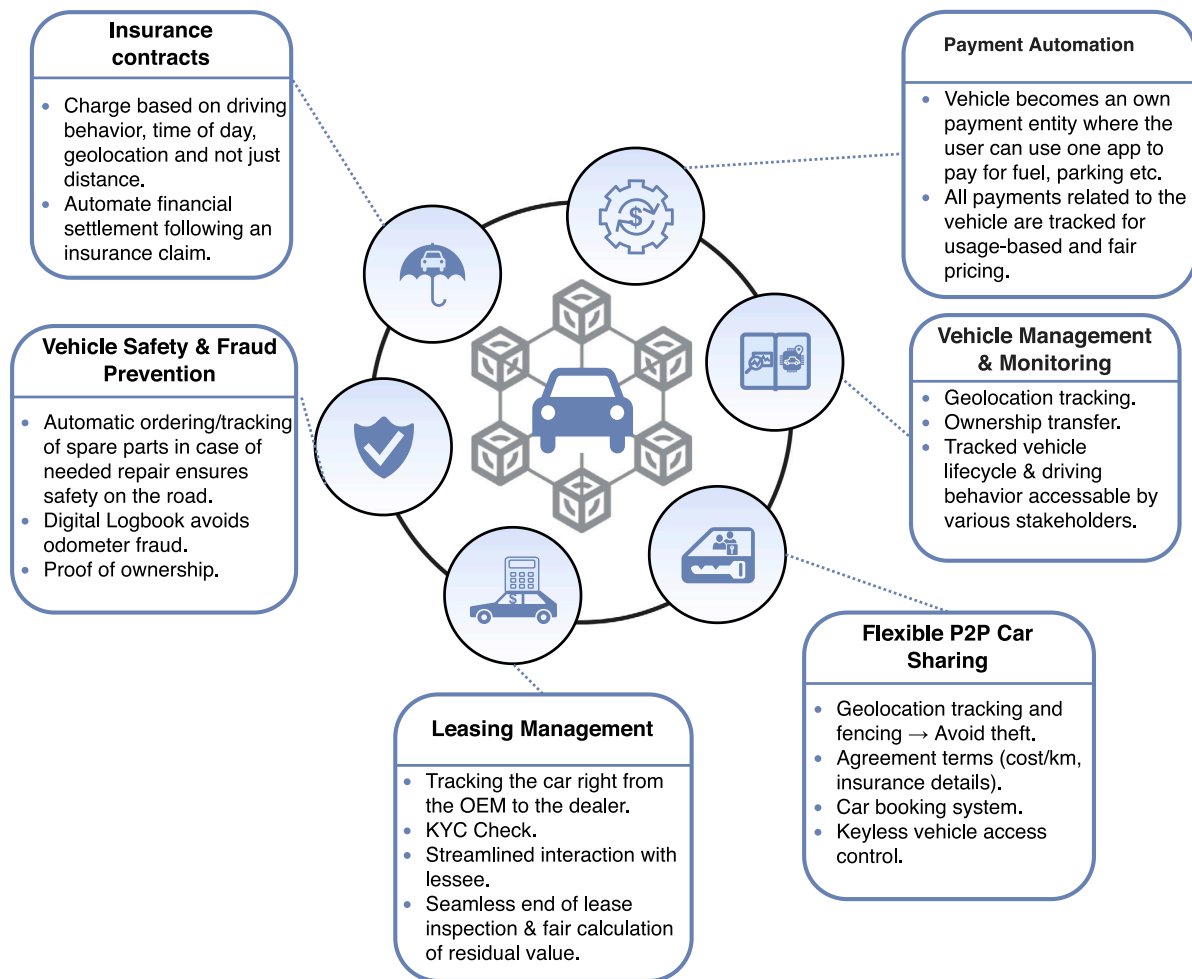 Insurance
contracts
Charge based on driving
behavior, time of day,
geolocation and not just
distance.
Automate financial
settlement following an
insurance claim.
Payment Automation
Vehicle becomes an own
payment entity where the
user can use one app to
pay for fuel, parking etc.
All payments related to the
vehicle are tracked for
usage-based and fair
pricing.
$
Vehicle Safety & Fraud
Prevention
Automatic ordering/tracking
of spare parts in case of
needed repair ensures
safety on the road.
Digital Logbook avoids
odometer fraud.
Proof of ownership.
Vehicle Management
& Monitoring
Geolocation tracking.
Ownership transfer.
Tracked vehicle
lifecycle & driving
behavior accessable by
various stakeholders.
$
Leasing Management
Tracking the car right from
the OEM to the dealer.
KYC Check.
Streamlined interaction with
lessee.
Seamless end of lease
inspection & fair calculation
of residual value.
Flexible P2P Car
Sharing
Geolocation tracking and
fencing → Avoid theft.
Agreement terms (cost/km,
insurance details).
Car booking system.
Keyless vehicle access
control.